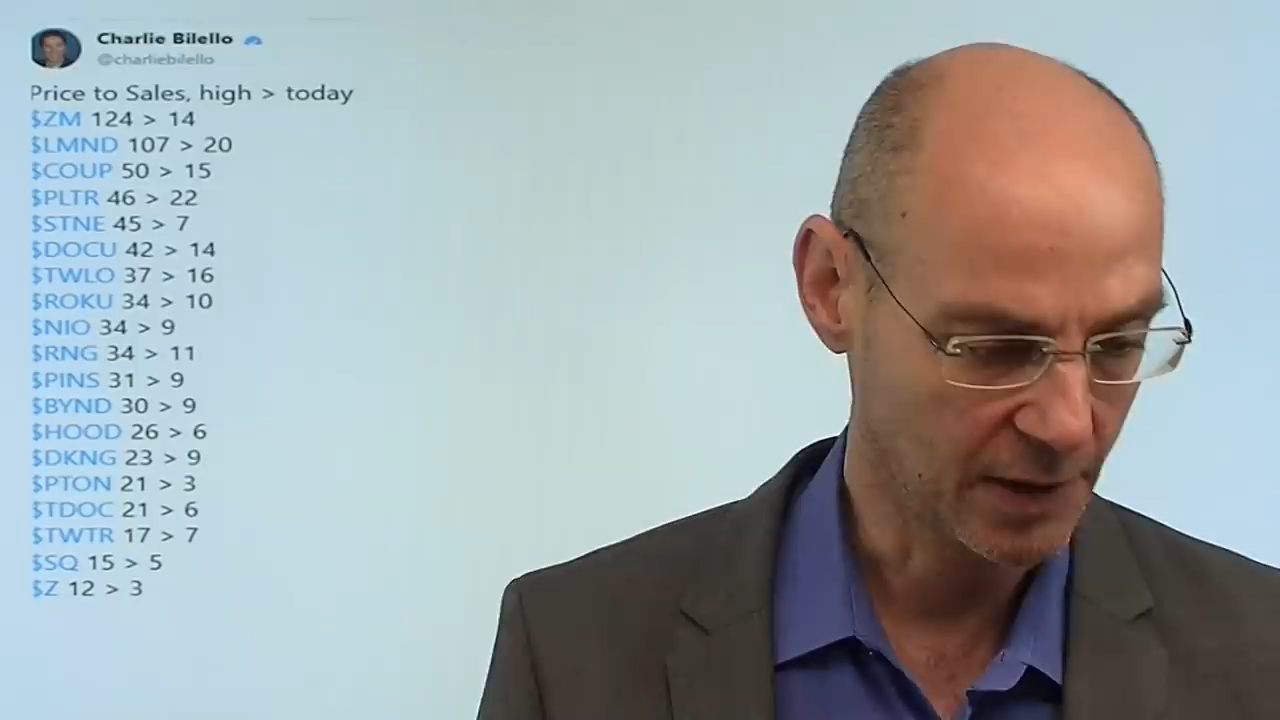 Charlie Bilello
@charliebilello
Price to Sales, high > today
$ZM 124 > 14
$LMND 107 > 20
$COUP 50 > 15
$PLTR 46 > 22
$STNE 45 > 7
$DOCU 42 > 14
$TWLO 37 > 16
$ROKU 34 > 10
$NIO 34 > 9
$RNG 34 > 11
$PINS 31 > 9
$BYND 30 > 9
$HOOD 26 > 6
$DKNG 23 > 9
$PTON 21 > 3
$TDOC 21 > 6
$TWTR 17 > 7
$SQ 15 > 5
$Z 12 > 3